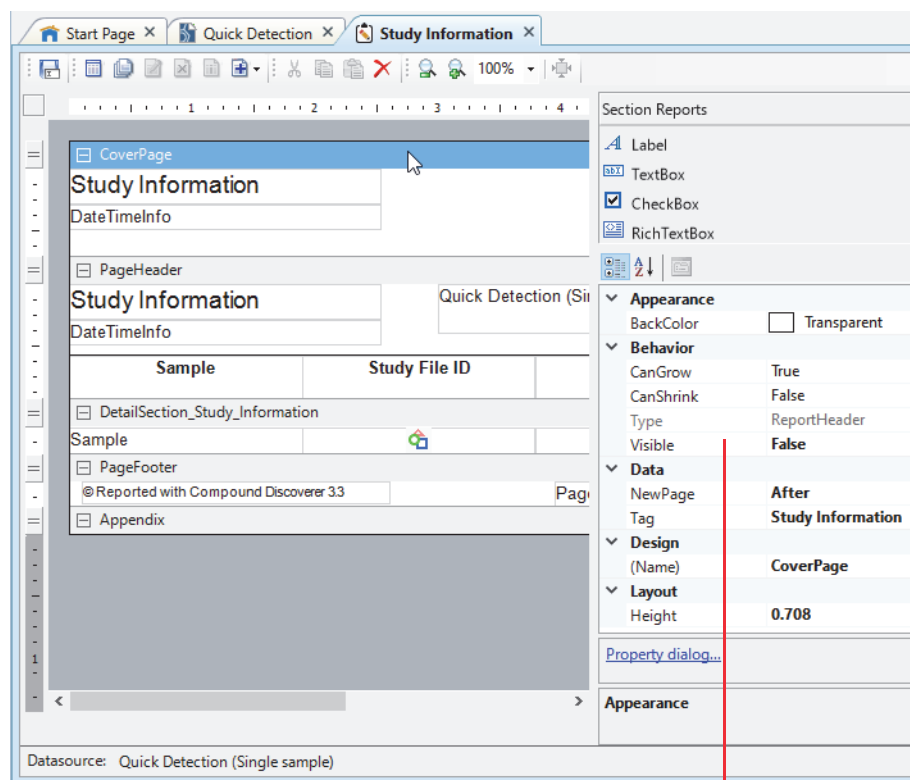 Start Page × Quick Detection × Study Information ×
100%
1 2 3 4
Section Reports
Label
TextBox
CheckBox
RichTextBox
CoverPage
Study Information
DateTimeInfo
PageHeader
Study Information
Quick Detection (Si
DateTimeInfo
Sample Study File ID
DetailSection_Study_Information
Sample
PageFooter
© Reported with Compound Discoverer 3.3
Pag
Appendix
1
Appearance
BackColor Transparent
Behavior
CanGrow True
CanShrink False
Type ReportHeader
Visible False
Data
NewPage After
Tag Study Information
Design
(Name) CoverPage
Layout
Height 0.708
Property dialog...
Appearance
Datasource: Quick Detection (Single sample)